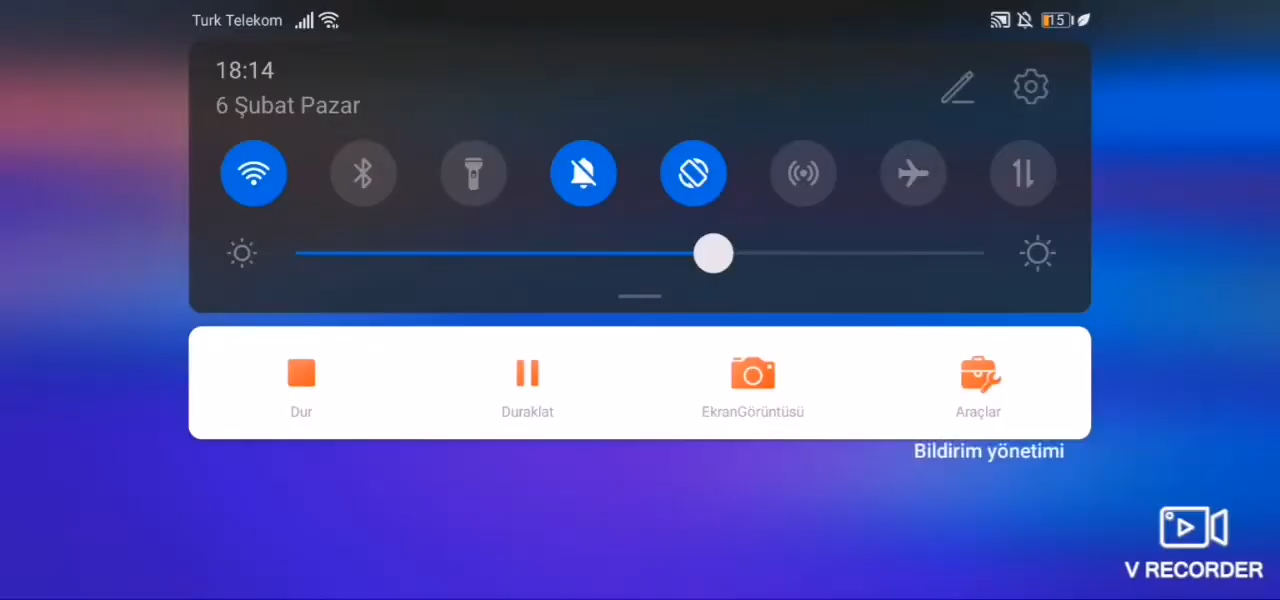 Turk Telekom
15
18:14
6 Şubat Pazar
Dur
Duraklat
EkranGörüntüsü
Araçlar
Bildirim yönetimi
V RECORDER